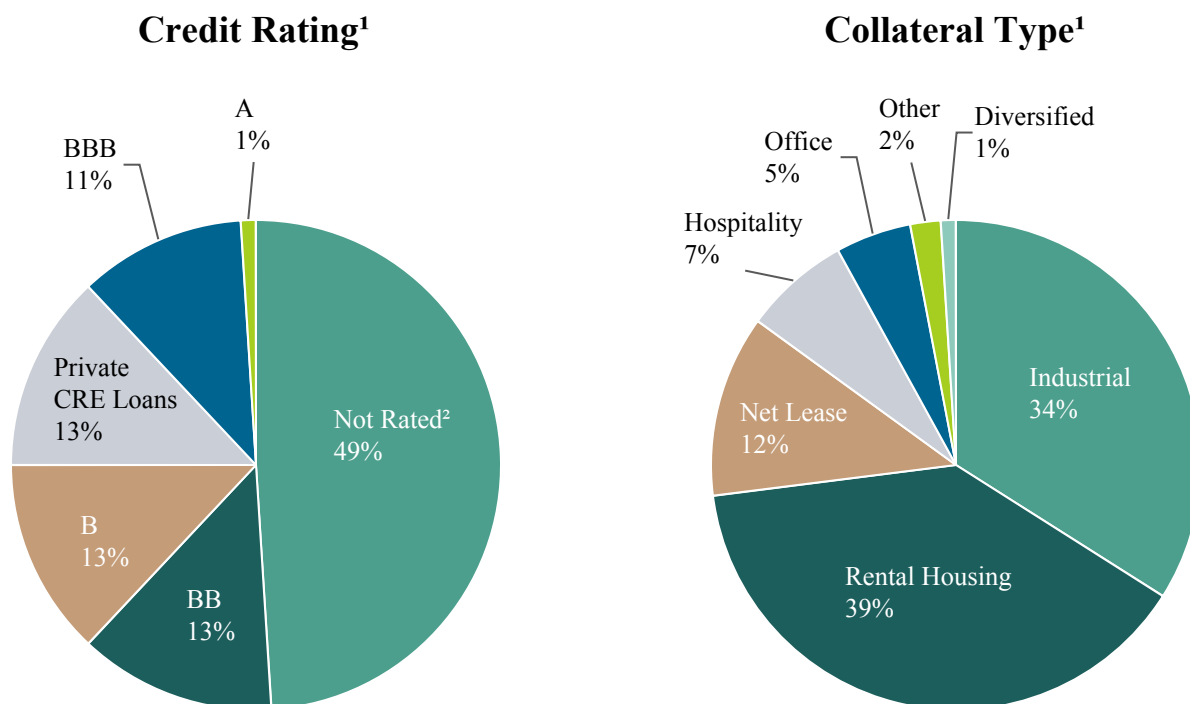 Credit Rating¹
A
1%
BBB
11%
Private
CRE Loans
13%
Not Rated²
49%
B
13%
BB
13%
Collateral Type¹
Other
2%
Diversified
1%
Office
5%
Hospitality
7%
Industrial
34%
Net Lease
12%
Rental Housing
39%